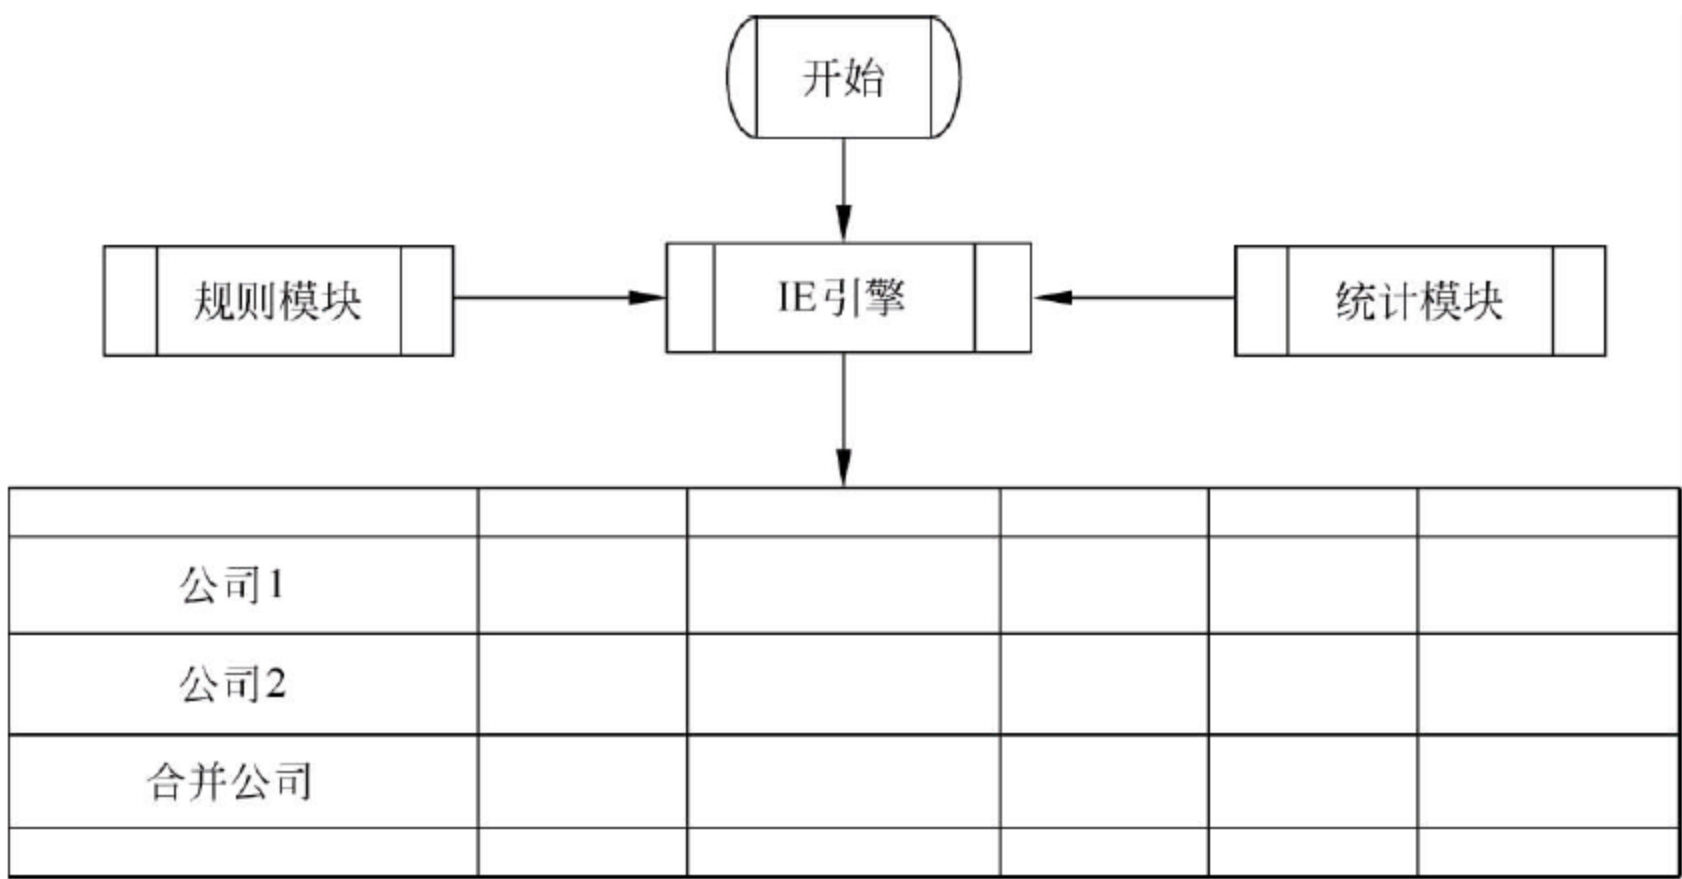 开始
规则模块
IE引擎
统计模块
公司1
公司2
合并公司